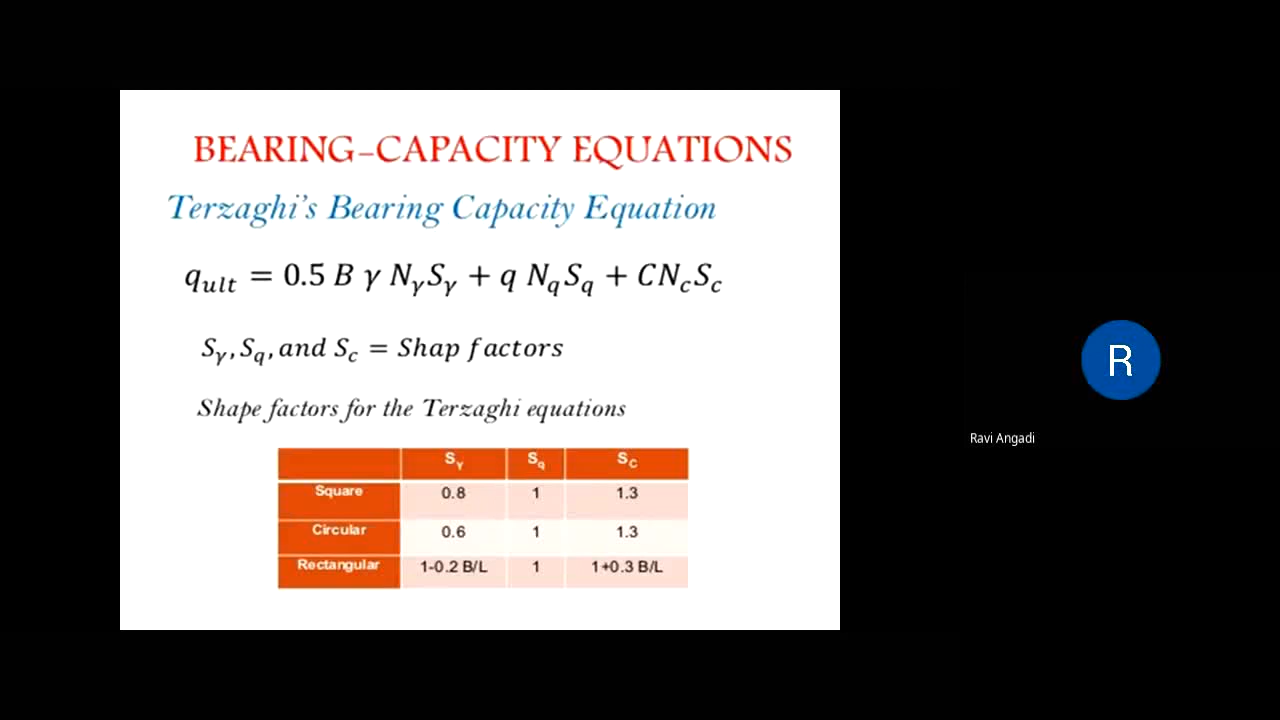 BEARING-CAPACITY EQUATIONS
Terzaghi's Bearing Capacity Equation
q_ult = 0.5 B γ N_γ S_γ + q N_q S_q + C N_c S_c
S_γ, S_q, and S_c = Shap factors
Shape factors for the Terzaghi equations
S_γ S_q S_C
Square 0.8 1 1.3
Circular 0.6 1 1.3
Rectangular 1-0.2 B/L 1 1+0.3 B/L
R
Ravi Angadi